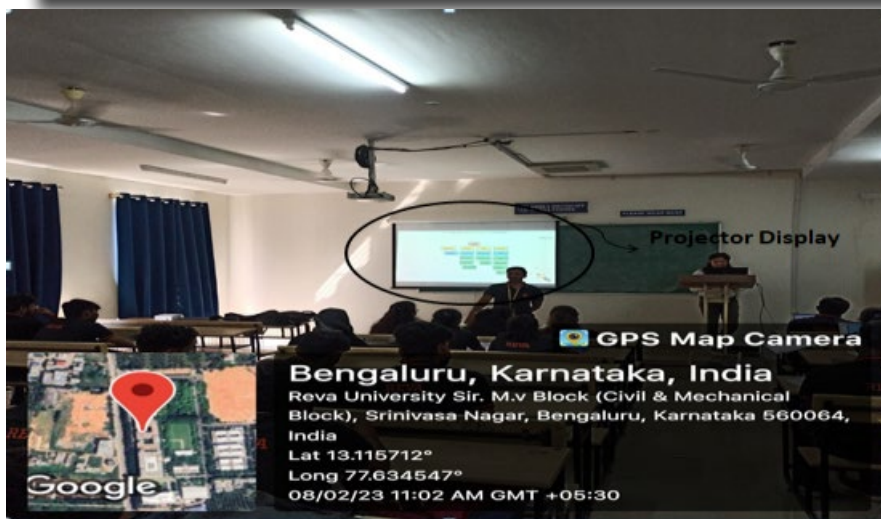 Projector Display
GPS Map Camera
Bengaluru, Karnataka, India
Reva University Sir. M.v Block (Civil & Mechanical
Block), Srinivasa Nagar, Bengaluru, Karnataka 560064,
India
Lat 13.115712°
Long 77.634547°
08/02/23 11:02 AM GMT +05:30
Google